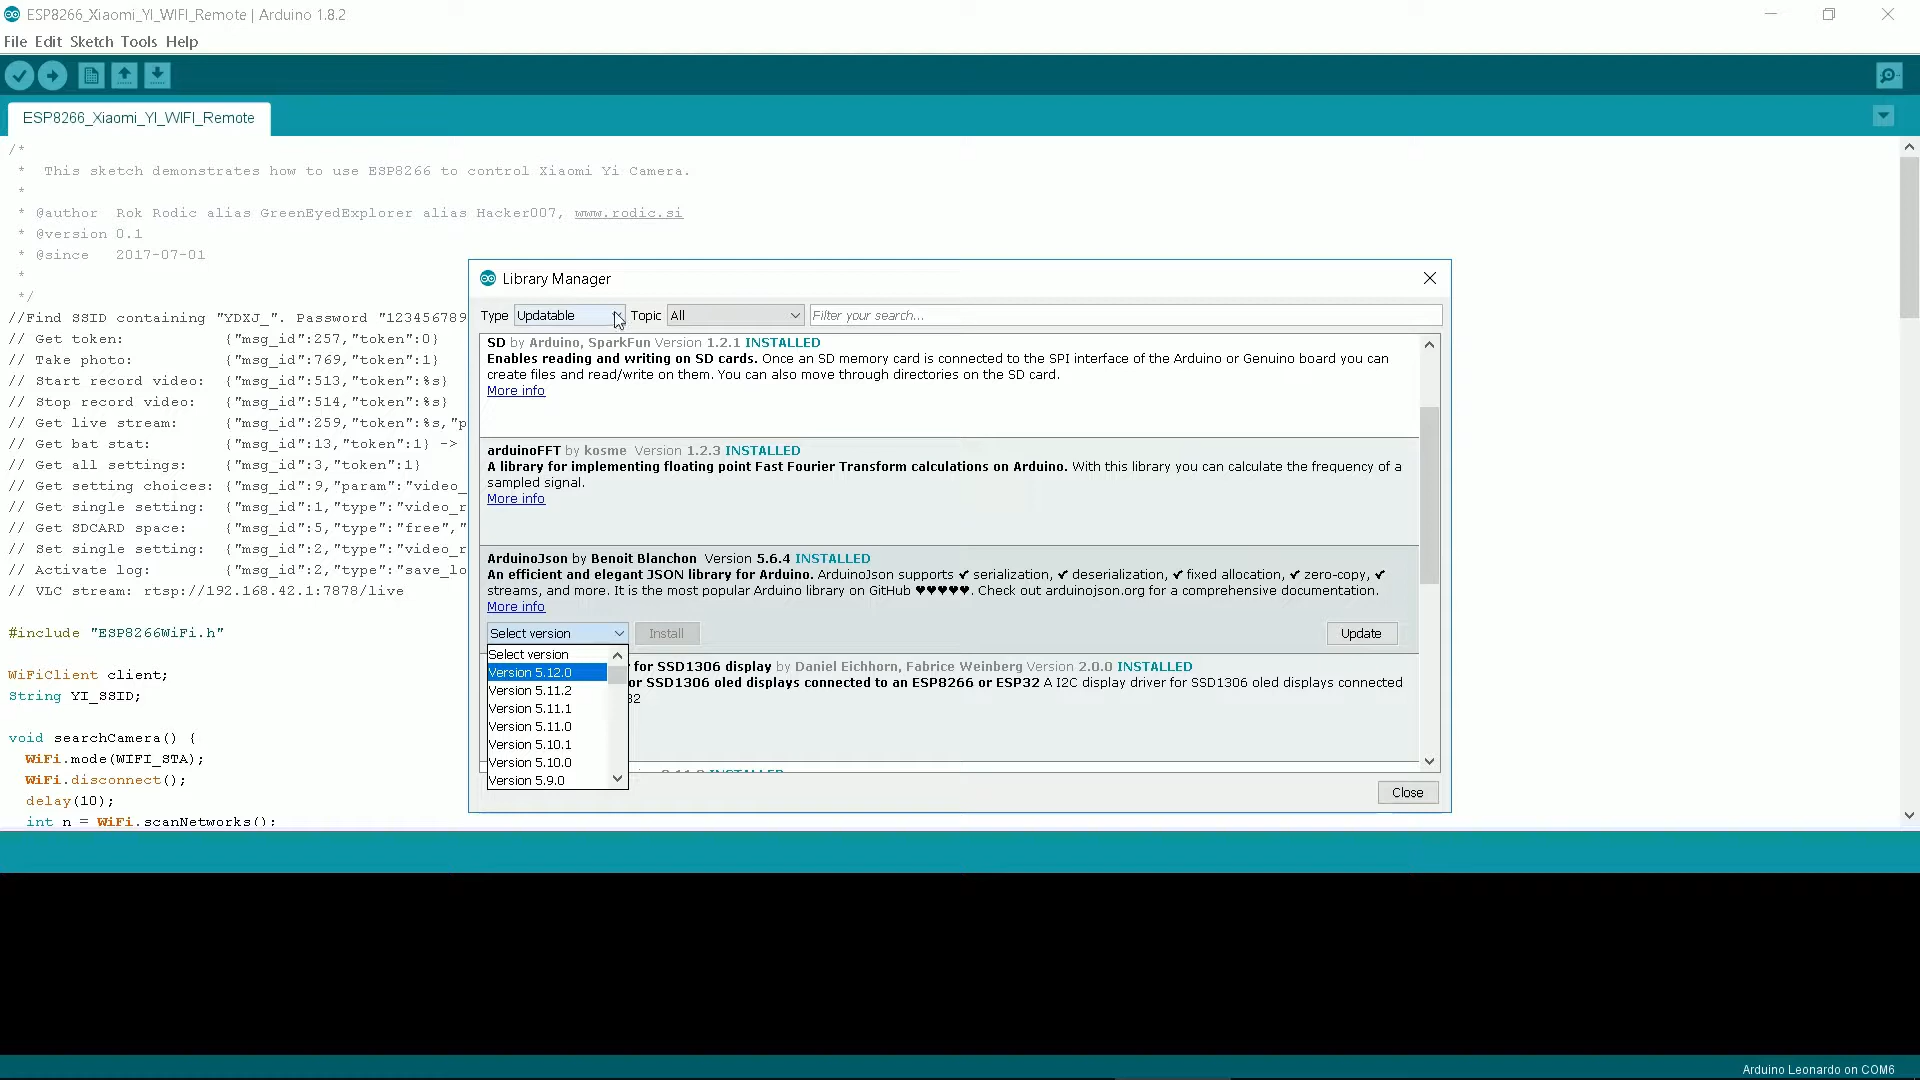 ESP8266_Xiaomi_YI_WIFI_Remote | Arduino 1.8.2
File Edit Sketch Tools Help
ESP8266_Xiaomi_YI_WIFI_Remote
/*
* This sketch demonstrates how to use ESP8266 to control Xiaomi Yi Camera.
*
* @author Rok Rodic alias GreenEyedExplorer alias Hacker007, www.rodic.si
* @version 0.1
* @since 2017-07-01
*
*/
//Find SSID containing "YDXJ_". Password "123456789
// Get token: {"msg_id":257,"token":0}
// Take photo: {"msg_id":769,"token":1}
// Start record video: {"msg_id":513,"token":%s}
// Stop record video: {"msg_id":514,"token":%s}
// Get live stream: {"msg_id":259,"token":%s,"p
// Get bat stat: {"msg_id":13,"token":1} ->
// Get all settings: {"msg_id":3,"token":1}
// Get setting choices: {"msg_id":9,"param":"video_
// Get single setting: {"msg_id":1,"type":"video_r
// Get SDCARD space: {"msg_id":5,"type":"free","
// Set single setting: {"msg_id":2,"type":"video_r
// Activate log: {"msg_id":2,"type":"save_lo
// VLC stream: rtsp://192.168.42.1:7878/live
#include "ESP8266WiFi.h"
WiFiClient client;
String YI_SSID;
void searchCamera() {
WiFi.mode(WIFI_STA);
WiFi.disconnect();
delay(10);
int n = WiFi.scanNetworks();
Library Manager
Type Updatable Topic All Filter your search...
SD by Arduino, SparkFun Version 1.2.1 INSTALLED
Enables reading and writing on SD cards. Once an SD memory card is connected to the SPI interface of the Arduino or Genuino board you can
create files and read/write on them. You can also move through directories on the SD card.
More info
arduinoFFT by kosme Version 1.2.3 INSTALLED
A library for implementing floating point Fast Fourier Transform calculations on Arduino. With this library you can calculate the frequency of a
sampled signal.
More info
ArduinoJson by Benoit Blanchon Version 5.6.4 INSTALLED
An efficient and elegant JSON library for Arduino. ArduinoJson supports ✔ serialization, ✔ deserialization, ✔ fixed allocation, ✔ zero-copy, ✔
streams, and more. It is the most popular Arduino library on GitHub ♥♥♥♥♥. Check out arduinojson.org for a comprehensive documentation.
More info
Select version Install Update
Select version
Version 5.12.0
Version 5.11.2
Version 5.11.1
Version 5.11.0
Version 5.10.1
Version 5.10.0
Version 5.9.0
for SSD1306 display by Daniel Eichhorn, Fabrice Weinberg Version 2.0.0 INSTALLED
or SSD1306 oled displays connected to an ESP8266 or ESP32 A I2C display driver for SSD1306 oled displays connected
32
INSTALLED
Close
Arduino Leonardo on COM6